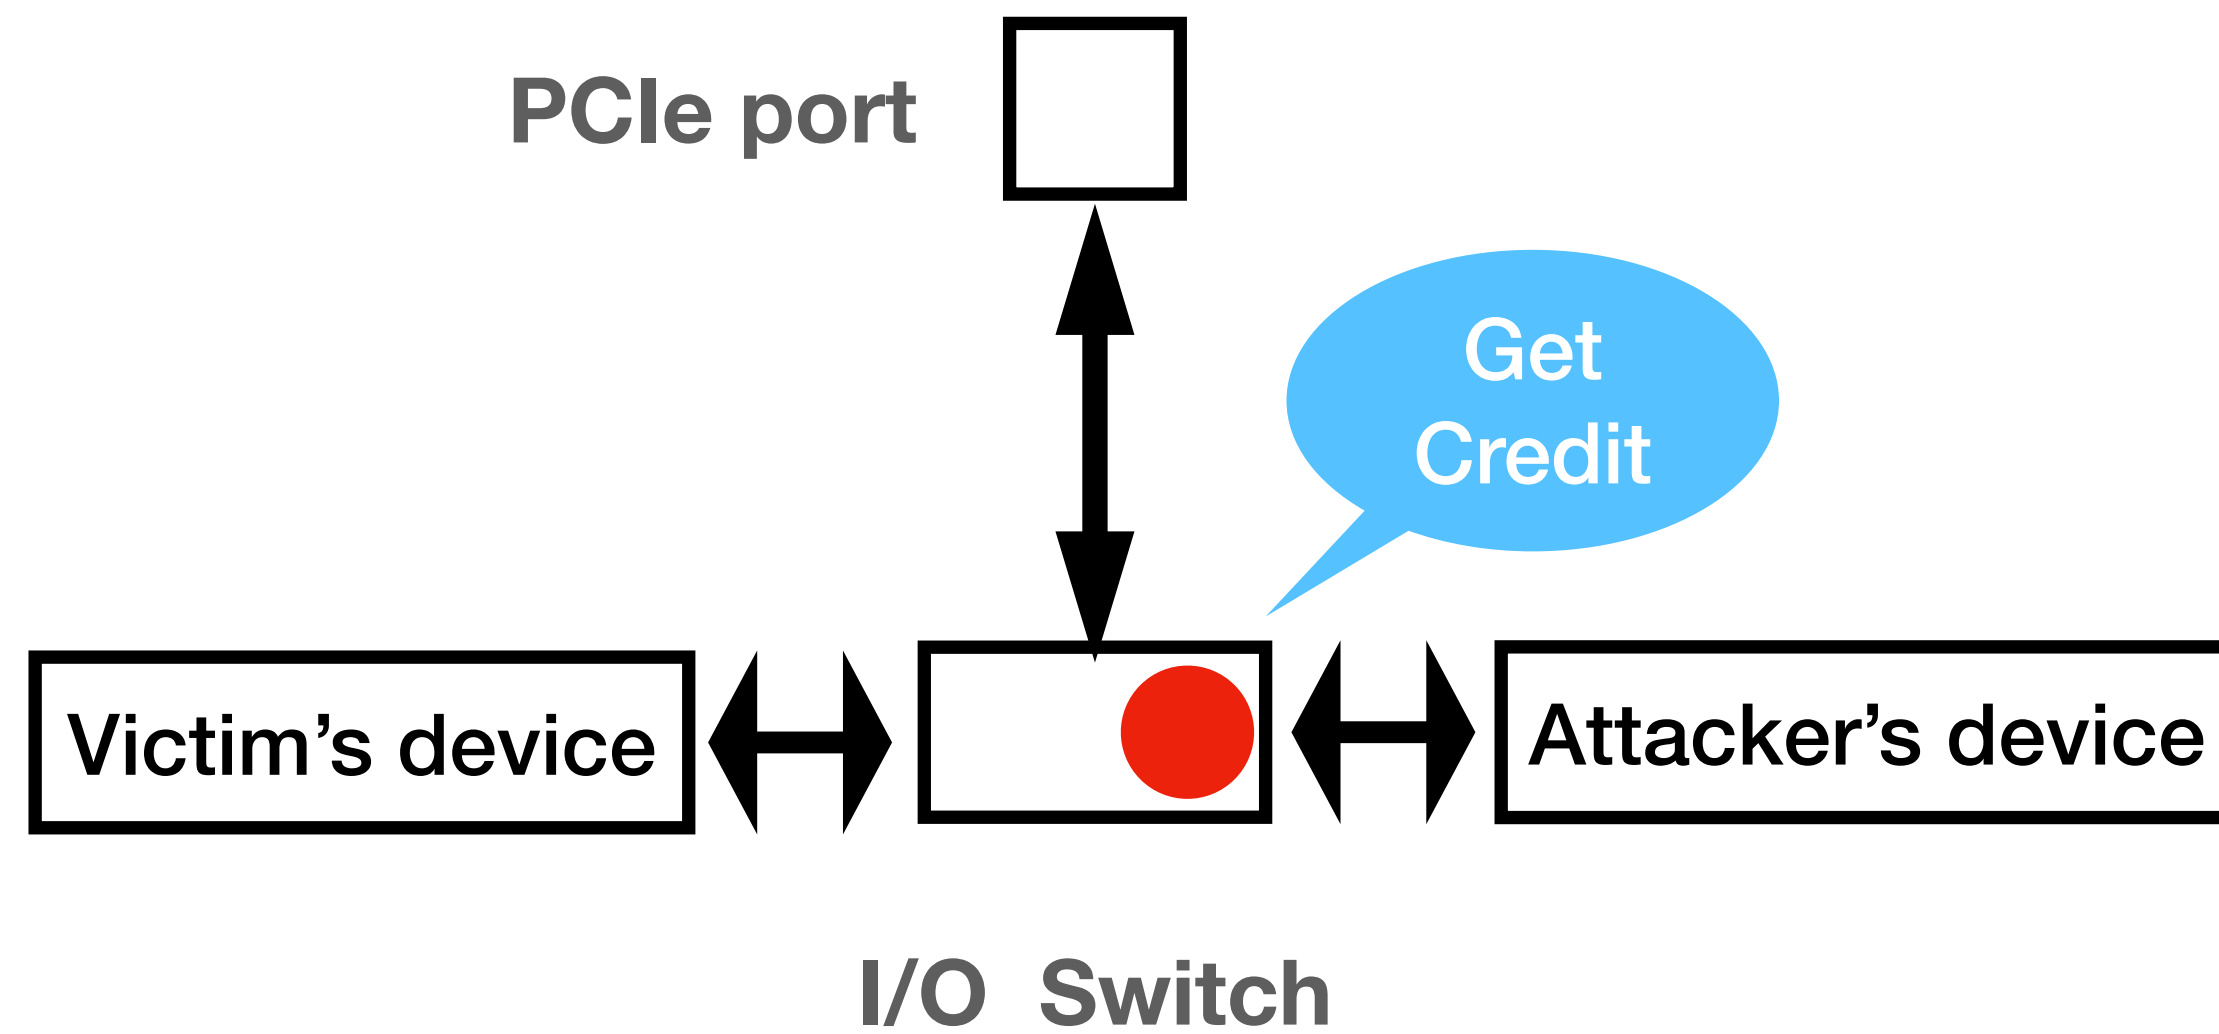 PCIe port
Get
Credit
Victim’s device
Attacker’s device
I/O Switch